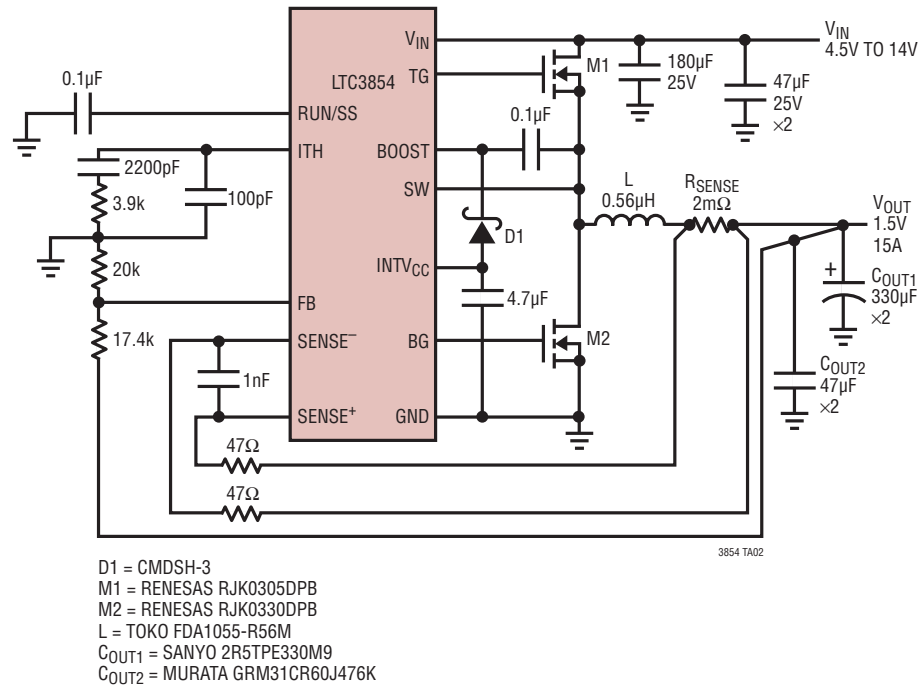 LTC3854
VIN
TG
RUN/SS
ITH
BOOST
SW
INTVCC
FB
SENSE−
BG
SENSE+
GND
0.1µF
2200pF
3.9k
100pF
20k
17.4k
1nF
47Ω
47Ω
M1
180µF
25V
VIN
4.5V TO 14V
47µF
25V
×2
0.1µF
D1
4.7µF
M2
L
0.56µH
RSENSE
2mΩ
VOUT
1.5V
15A
+
COUT1
330µF
×2
COUT2
47µF
×2
3854 TA02
D1 = CMDSH-3
M1 = RENESAS RJK0305DPB
M2 = RENESAS RJK0330DPB
L = TOKO FDA1055-R56M
COUT1 = SANYO 2R5TPE330M9
COUT2 = MURATA GRM31CR60J476K